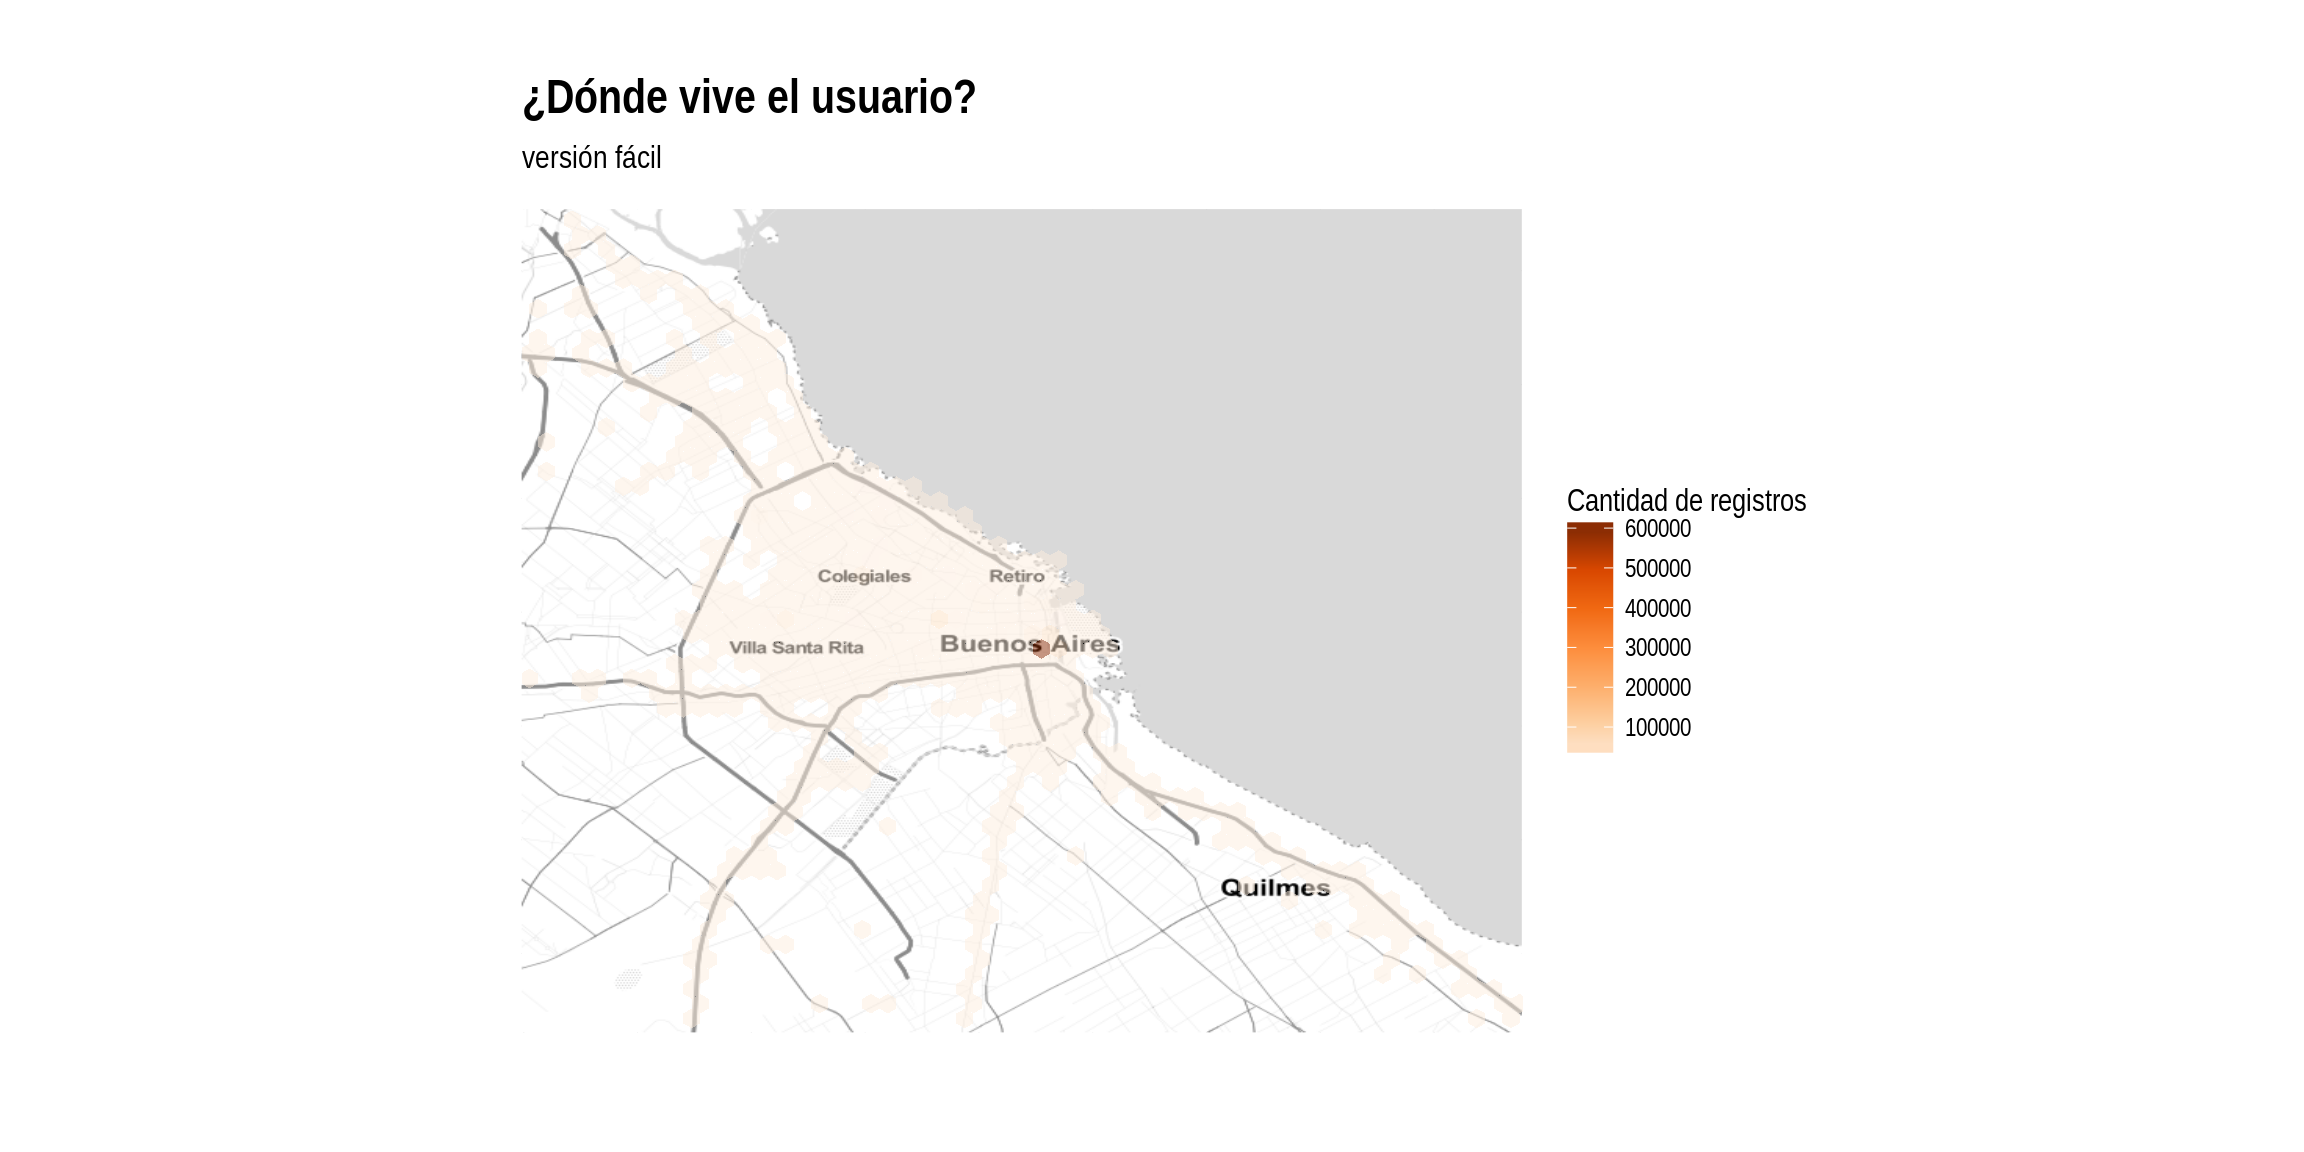 ¿Dónde vive el usuario?
versión fácil
Cantidad de registros
600000
500000
400000
300000
200000
100000
Colegiales
Retiro
Buenos Aires
Villa Santa Rita
Quilmes